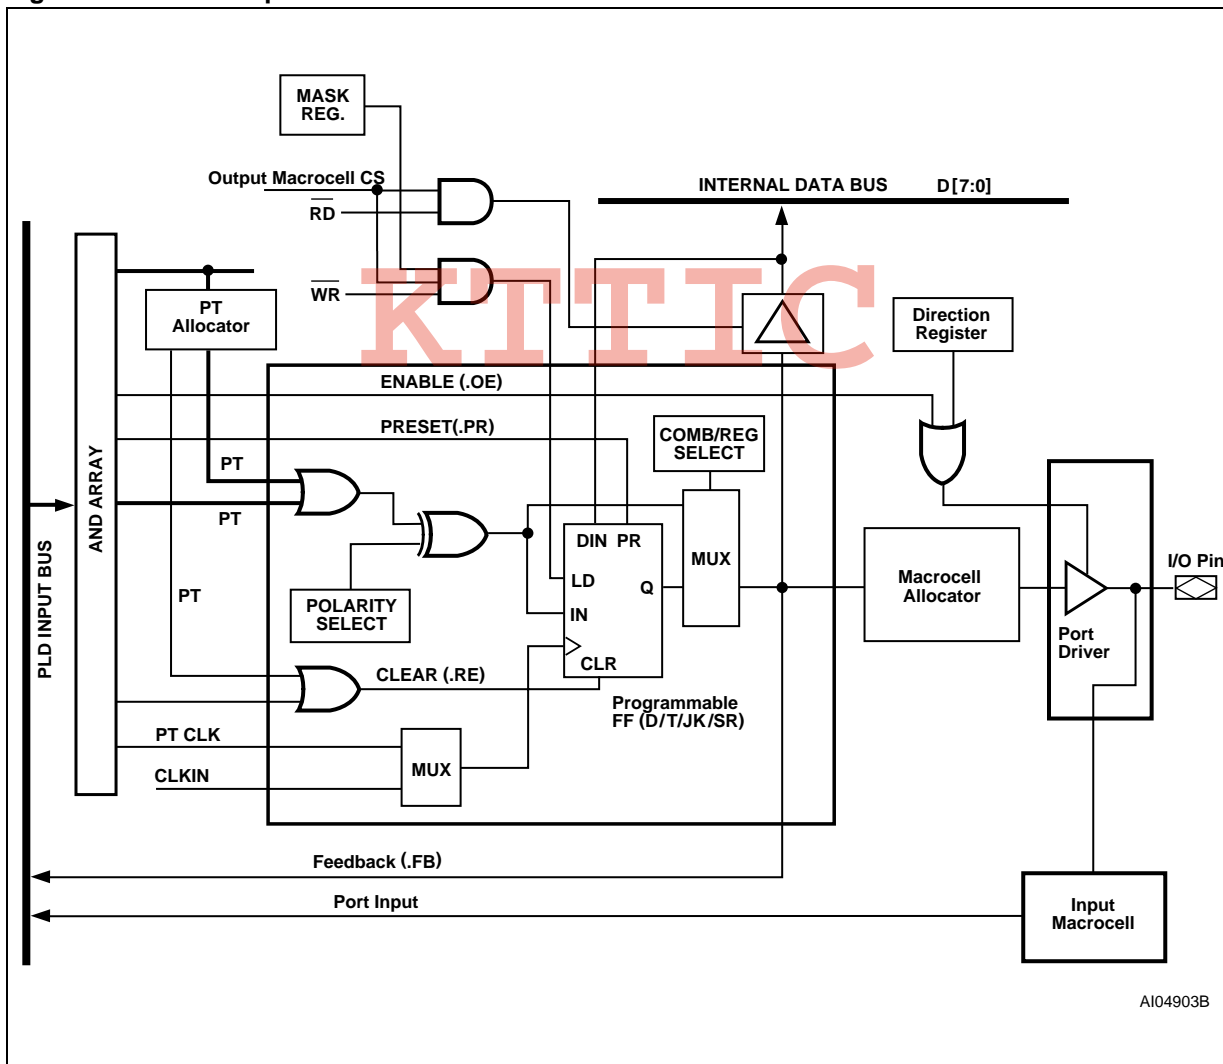 MASK
REG.
Output Macrocell CS
RD
WR
INTERNAL DATA BUS D[7:0]
PT
Allocator
Direction
Register
ENABLE (.OE)
PRESET(.PR)
COMB/REG
SELECT
PT
PT
PT
AND ARRAY
PLD INPUT BUS
DIN PR
LD
Q
IN
CLR
MUX
POLARITY
SELECT
Macrocell
Allocator
I/O Pin
Port
Driver
CLEAR (.RE)
Programmable
FF (D/T/JK/SR)
PT CLK
MUX
CLKIN
Feedback (.FB)
Port Input
Input
Macrocell
AI04903B
KTTIC